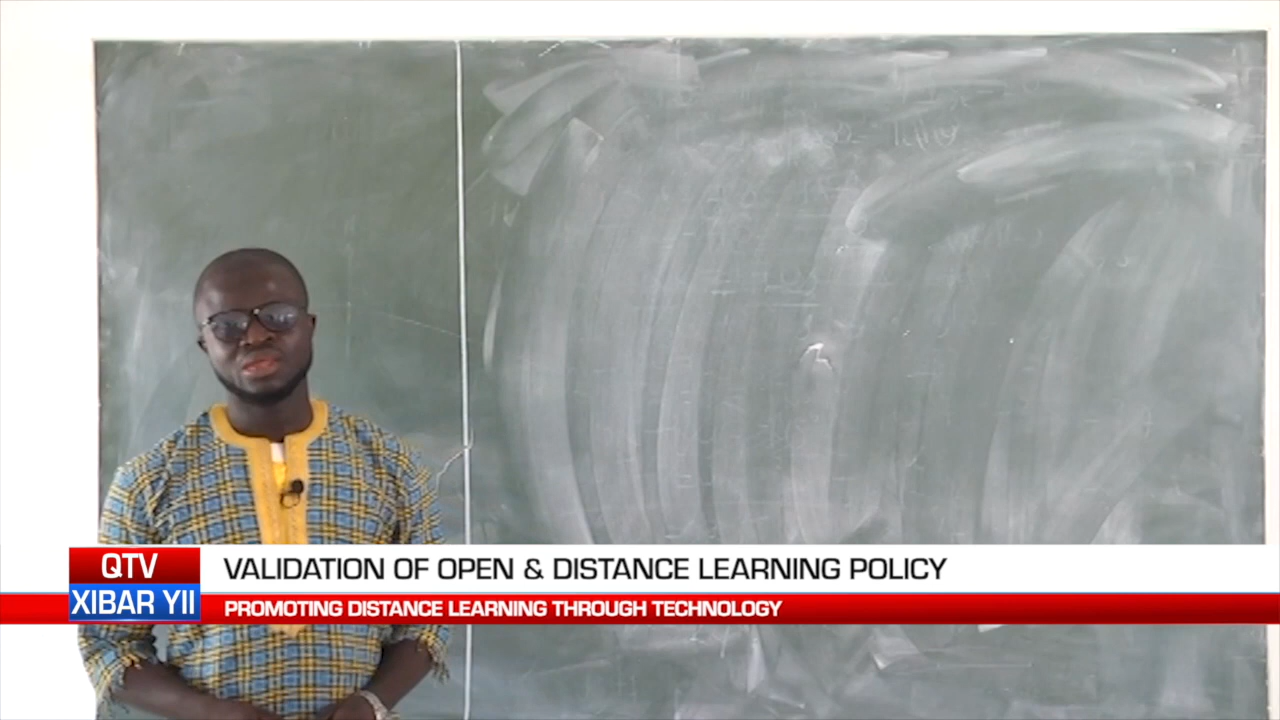 QTV
XIBAR YII
VALIDATION OF OPEN & DISTANCE LEARNING POLICY
PROMOTING DISTANCE LEARNING THROUGH TECHNOLOGY